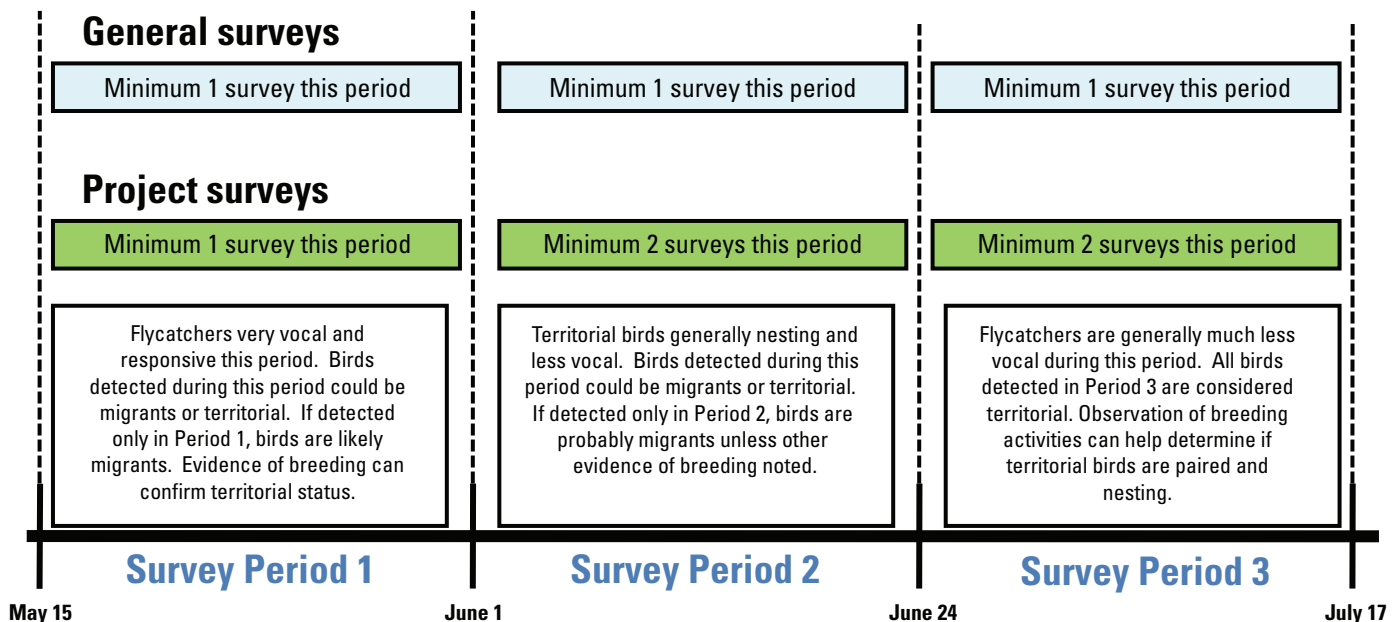 General surveys
Minimum 1 survey this period
Minimum 1 survey this period
Minimum 1 survey this period
Project surveys
Minimum 1 survey this period
Minimum 2 surveys this period
Minimum 2 surveys this period
Flycatchers very vocal and
responsive this period. Birds
detected during this period could be
migrants or territorial. If detected
only in Period 1, birds are likely
migrants. Evidence of breeding can
confirm territorial status.
Territorial birds generally nesting and
less vocal. Birds detected during this
period could be migrants or territorial.
If detected only in Period 2, birds are
probably migrants unless other
evidence of breeding noted.
Flycatchers are generally much less
vocal during this period. All birds
detected in Period 3 are considered
territorial. Observation of breeding
activities can help determine if
territorial birds are paired and
nesting.
Survey Period 1
Survey Period 2
Survey Period 3
May 15
June 1
June 24
July 17